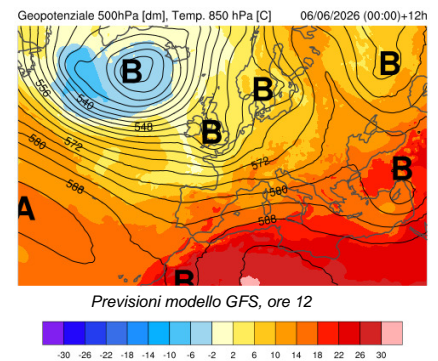 Geopotenziale 500hPa [dm], Temp. 850 hPa [C] 06/06/2026 (00:00)+12h
B
B
556
B
540
B
548
580
572
572
B
588
580
A
588
B
Previsioni modello GFS, ore 12
-30 -26 -22 -18 -14 -10 -6 -2 2 6 10 14 18 22 26 30